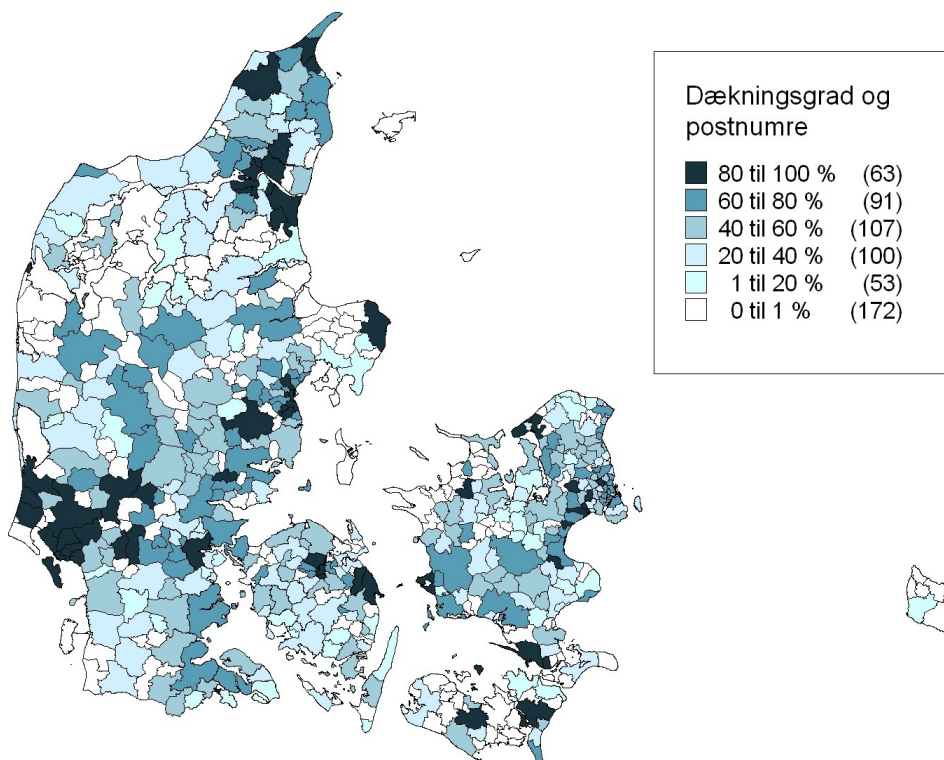 Dækningsgrad og
postnumre
80 til 100 % (63)
60 til 80 % (91)
40 til 60 % (107)
20 til 40 % (100)
1 til 20 % (53)
0 til 1 % (172)